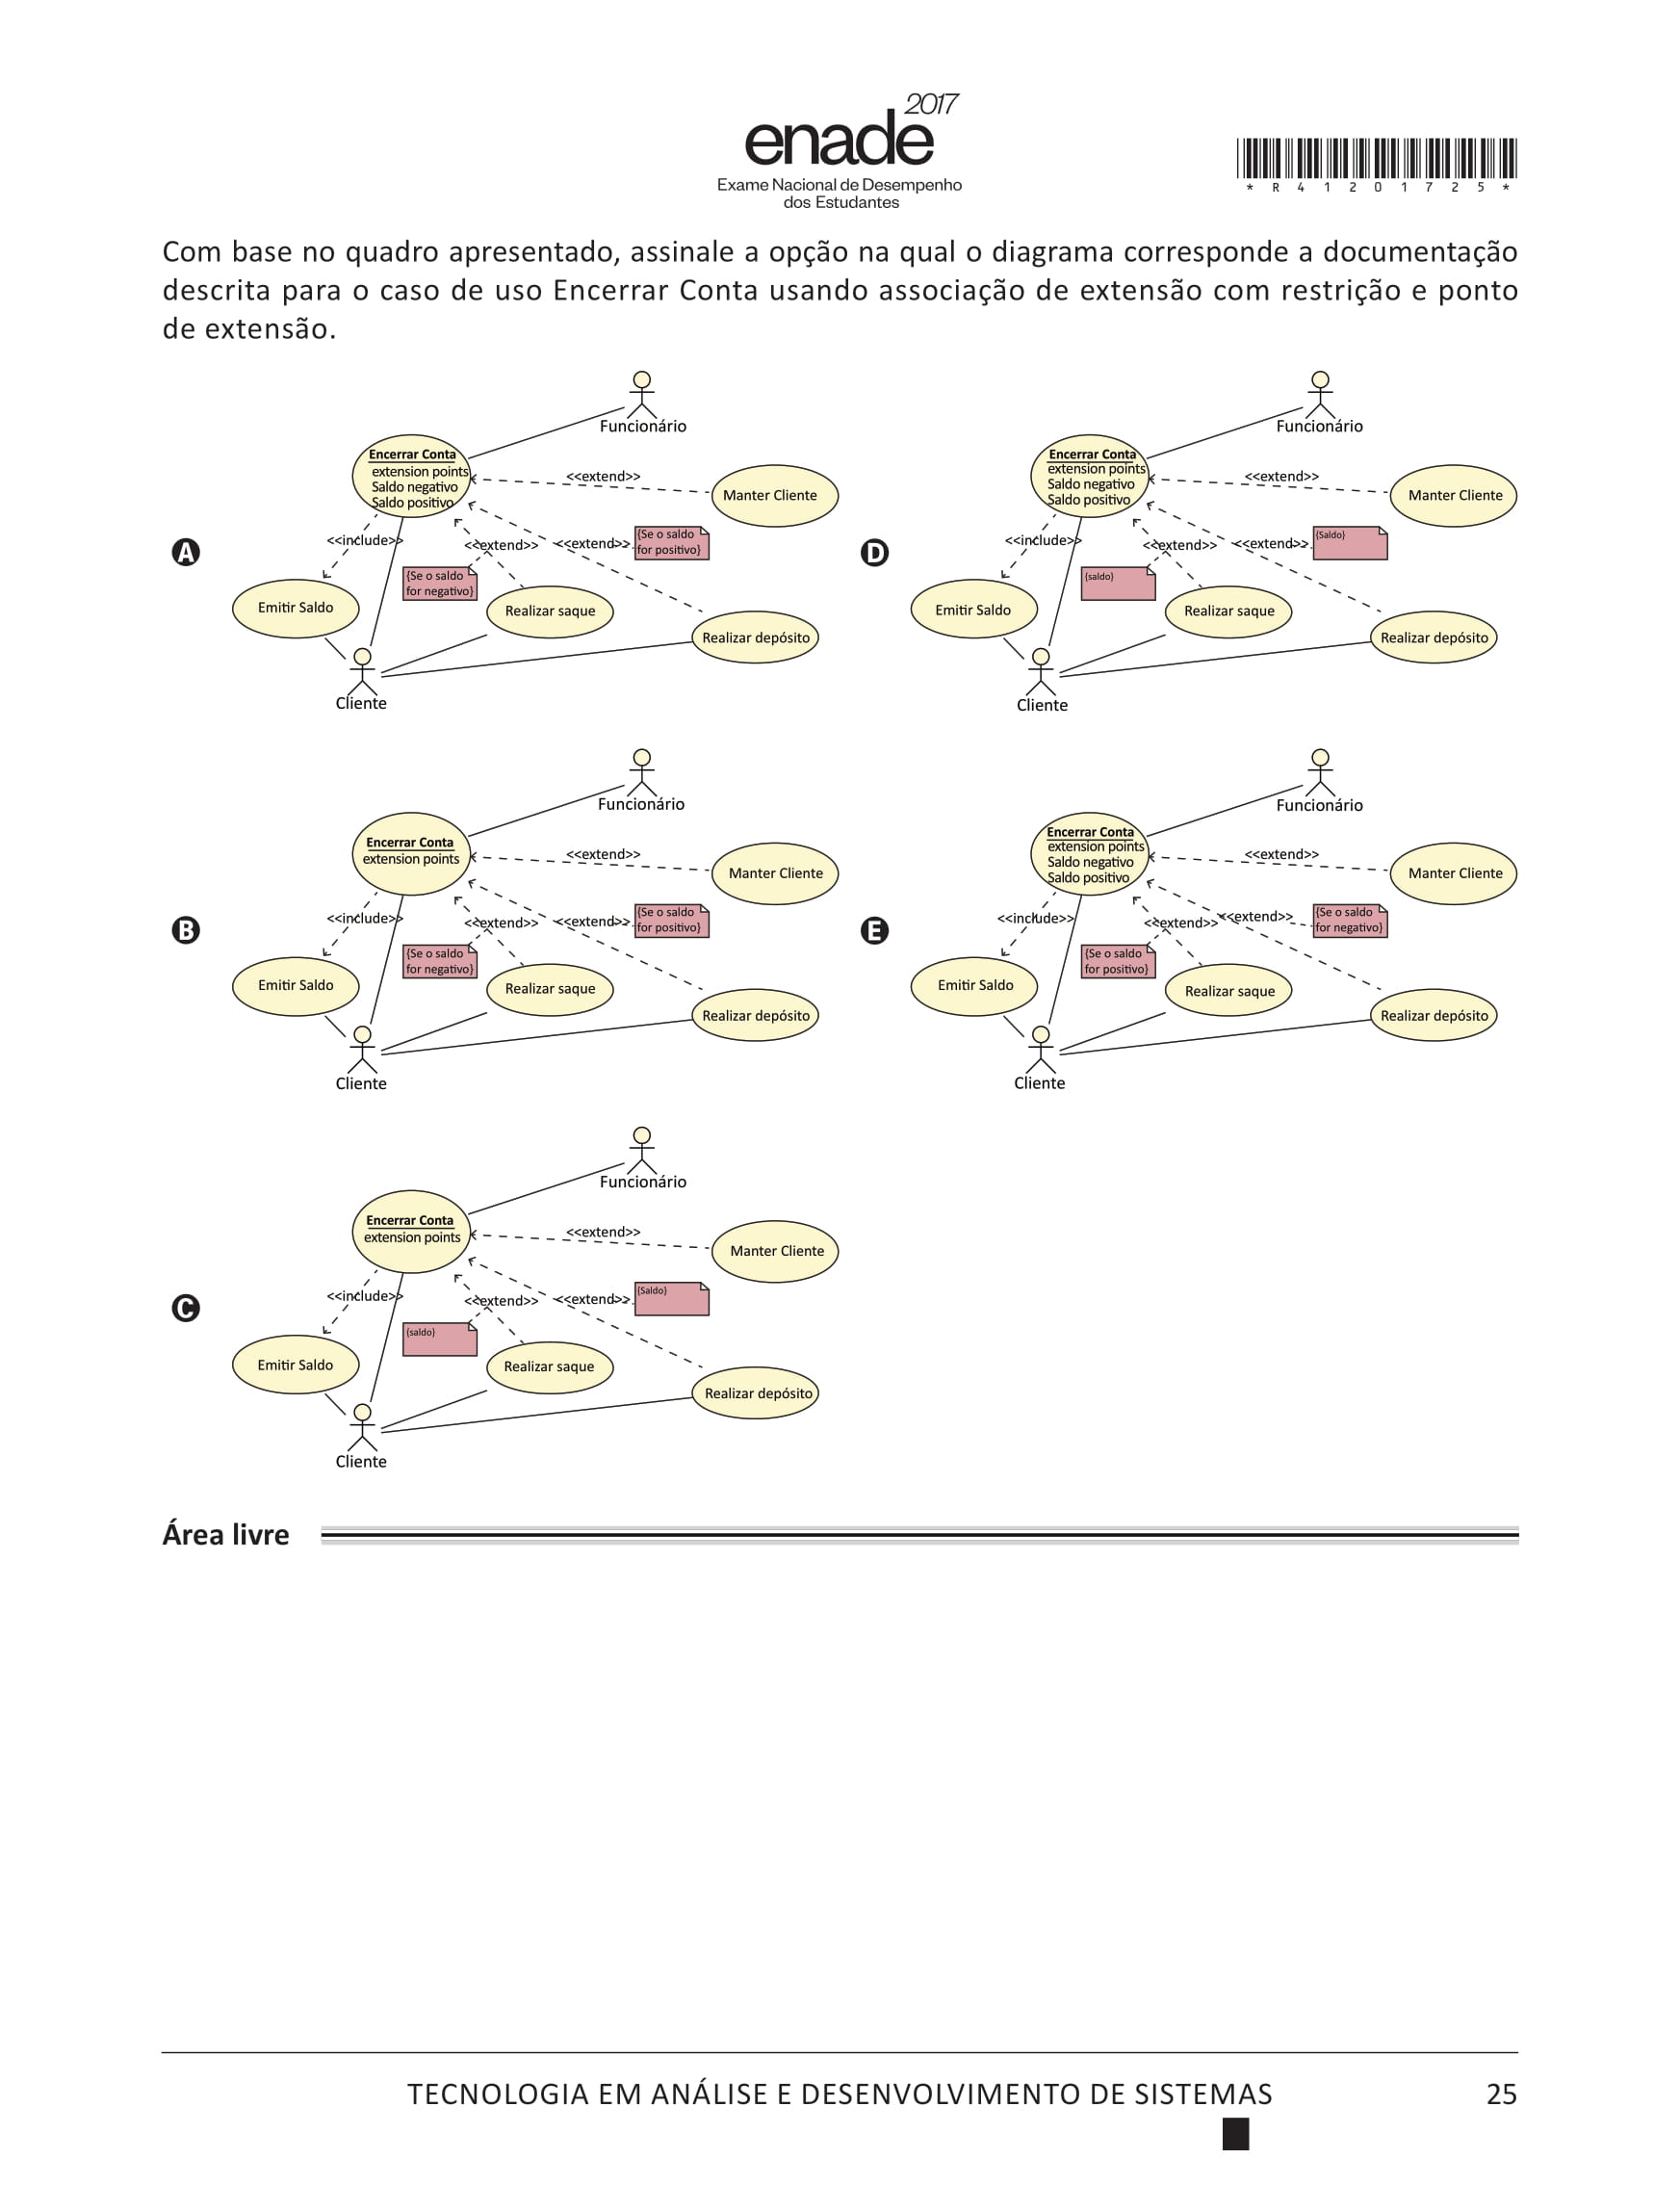 2017
enade
Exame Nacional de Desempenho
dos Estudantes
* R 4 1 2 0 1 7 2 5 *
Com base no quadro apresentado, assinale a opção na qual o diagrama corresponde a documentação
descrita para o caso de uso Encerrar Conta usando associação de extensão com restrição e ponto
de extensão.
A
Funcionário
Encerrar Conta
extension points
Saldo negativo
Saldo positivo
<<extend>>
Manter Cliente
<<include>>
<<extend>>
<<extend>>
{Se o saldo
for positivo}
{Se o saldo
for negativo}
Emitir Saldo
Realizar saque
Realizar depósito
Cliente
B
Funcionário
Encerrar Conta
extension points
<<extend>>
Manter Cliente
<<include>>
<<extend>>
<<extend>>
{Se o saldo
for positivo}
{Se o saldo
for negativo}
Emitir Saldo
Realizar saque
Realizar depósito
Cliente
C
Funcionário
Encerrar Conta
extension points
<<extend>>
Manter Cliente
<<include>>
<<extend>>
<<extend>>
{Saldo}
{saldo}
Emitir Saldo
Realizar saque
Realizar depósito
Cliente
D
Funcionário
Encerrar Conta
extension points
Saldo negativo
Saldo positivo
<<extend>>
Manter Cliente
<<include>>
<<extend>>
<<extend>>
{Saldo}
{saldo}
Emitir Saldo
Realizar saque
Realizar depósito
Cliente
E
Funcionário
Encerrar Conta
extension points
Saldo negativo
Saldo positivo
<<extend>>
Manter Cliente
<<include>>
<<extend>>
<<extend>>
{Se o saldo
for negativo}
{Se o saldo
for positivo}
Emitir Saldo
Realizar saque
Realizar depósito
Cliente
Área livre
TECNOLOGIA EM ANÁLISE E DESENVOLVIMENTO DE SISTEMAS
25